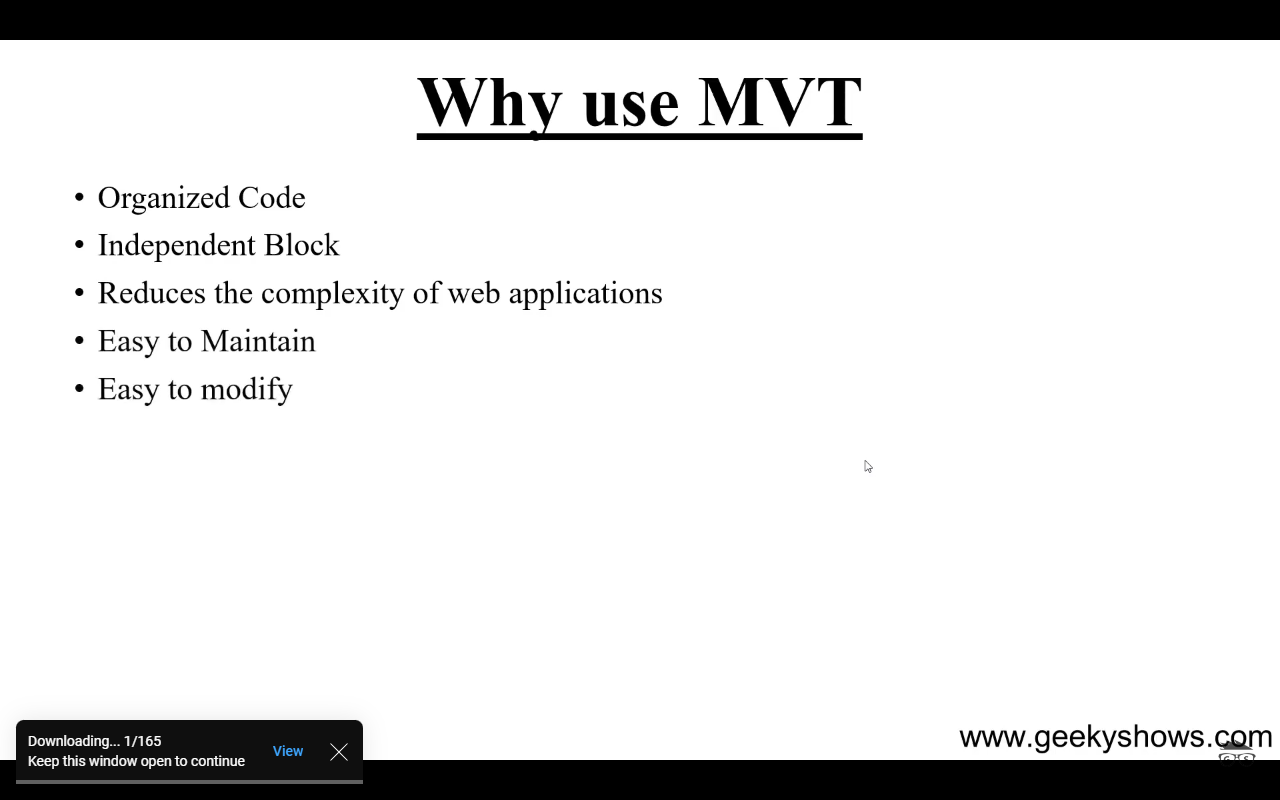 Why use MVT
• Organized Code
• Independent Block
• Reduces the complexity of web applications
• Easy to Maintain
• Easy to modify
www.geekyshows.com
G S
Downloading... 1/165
Keep this window open to continue
View